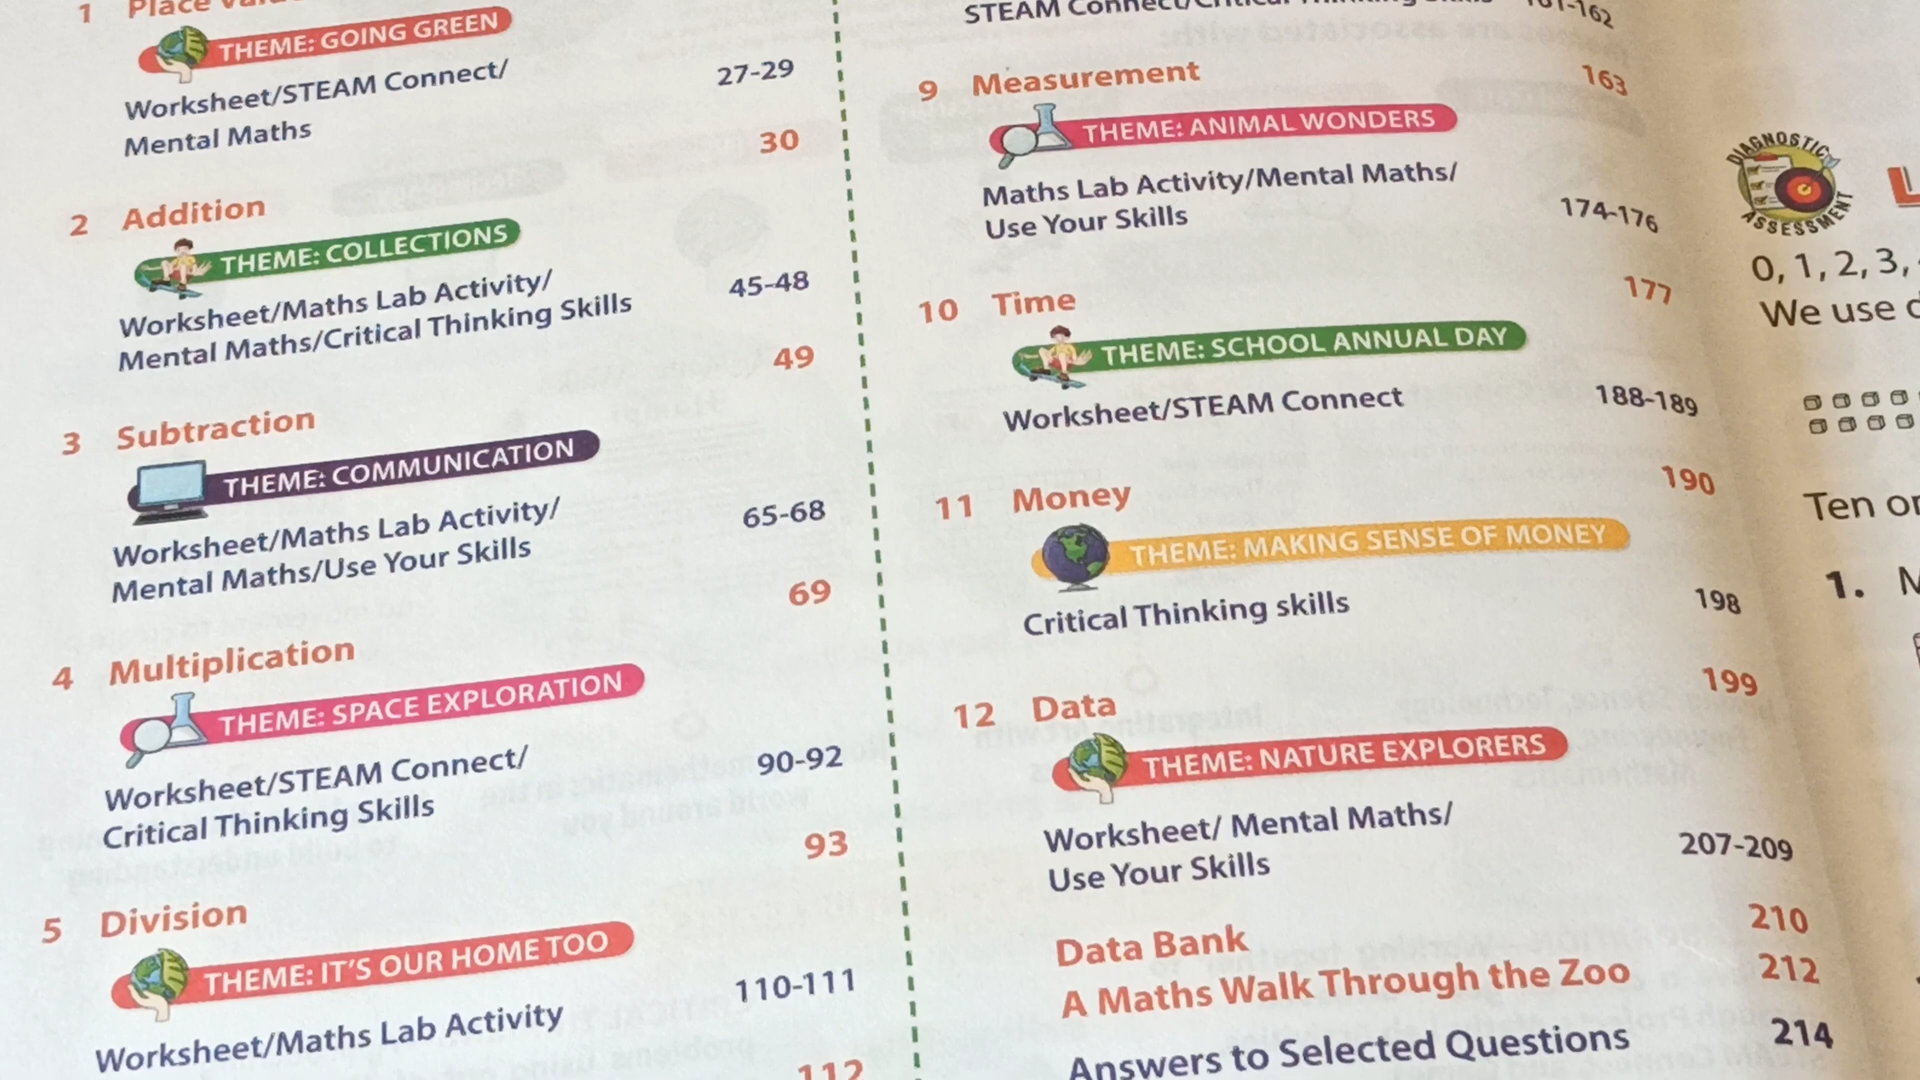 1 Place
THEME: GOING GREEN
Worksheet/STEAM Connect/
Mental Maths
27-29
30
2 Addition
THEME: COLLECTIONS
Worksheet/Maths Lab Activity/
Mental Maths/Critical Thinking Skills
45-48
49
3 Subtraction
THEME: COMMUNICATION
Worksheet/Maths Lab Activity/
Mental Maths/Use Your Skills
65-68
69
4 Multiplication
THEME: SPACE EXPLORATION
Worksheet/STEAM Connect/
Critical Thinking Skills
90-92
93
5 Division
THEME: IT'S OUR HOME TOO
Worksheet/Maths Lab Activity
110-111
112
STEAM
9 Measurement
163
THEME: ANIMAL WONDERS
Maths Lab Activity/Mental Maths/
Use Your Skills
174-176
10 Time
177
THEME: SCHOOL ANNUAL DAY
Worksheet/STEAM Connect
188-189
11 Money
190
THEME: MAKING SENSE OF MONEY
Critical Thinking skills
198
12 Data
199
THEME: NATURE EXPLORERS
Worksheet/ Mental Maths/
Use Your Skills
207-209
Data Bank 210
A Maths Walk Through the Zoo 212
Answers to Selected Questions 214
DIAGNOSTIC
ASSESSMENT
0, 1, 2, 3,
We use
Ten
1.